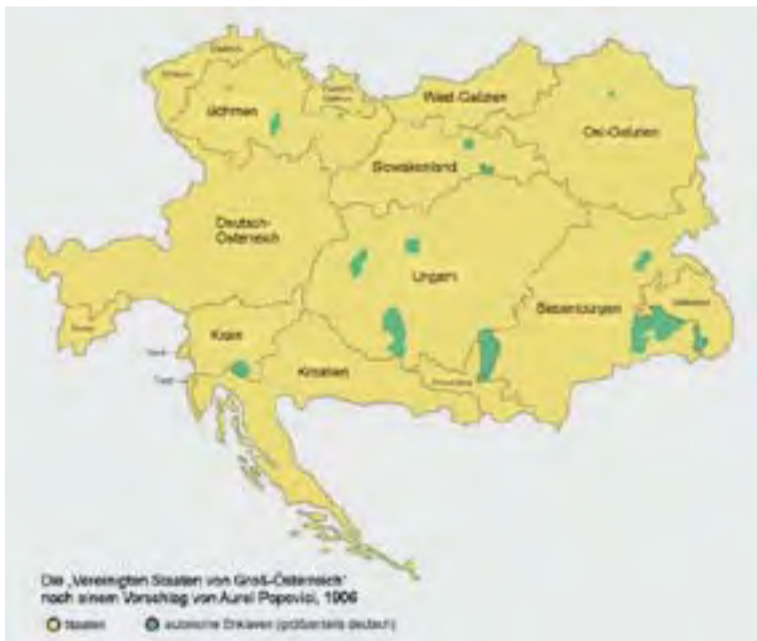 Böhmen
West-Galizien
Ost-Galizien
Slowakenland
Deutsch-
Österreich
Ungarn
Siebenbürgen
Krain
Kroatien
Triest
Die „Vereinigten Staaten von Groß-Österreich“
nach einem Vorschlag von Aurel Popovici, 1906
Staaten
autonome Enklaven (größtenteils deutsch)